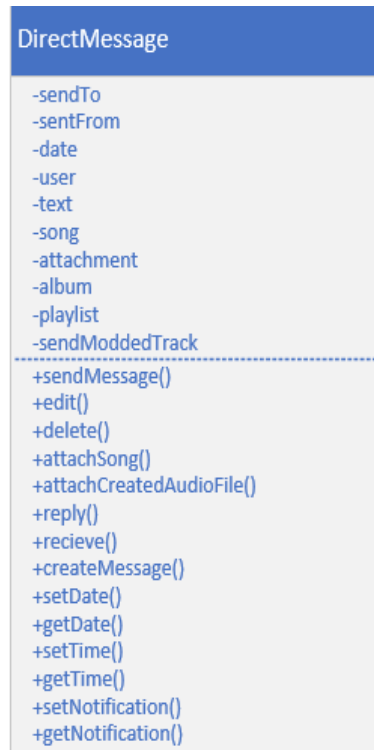 DirectMessage
-sendTo
-sentFrom
-date
-user
-text
-song
-attachment
-album
-playlist
-sendModdedTrack
+sendMessage()
+edit()
+delete()
+attachSong()
+attachCreatedAudioFile()
+reply()
+recieve()
+createMessage()
+setDate()
+getDate()
+setTime()
+getTime()
+setNotification()
+getNotification()